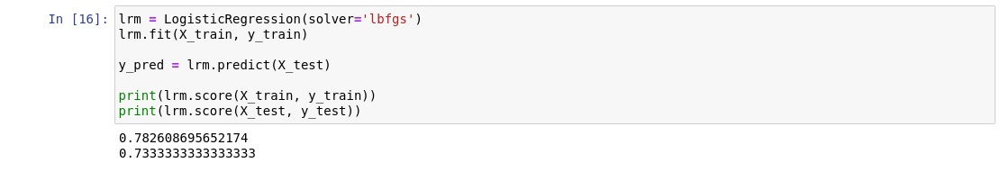 In [16]: lrm = LogisticRegression(solver='lbfgs')
lrm.fit(X_train, y_train)
y_pred = lrm.predict(X_test)
print(lrm.score(X_train, y_train))
print(lrm.score(X_test, y_test))
0.782608695652174
0.7333333333333333